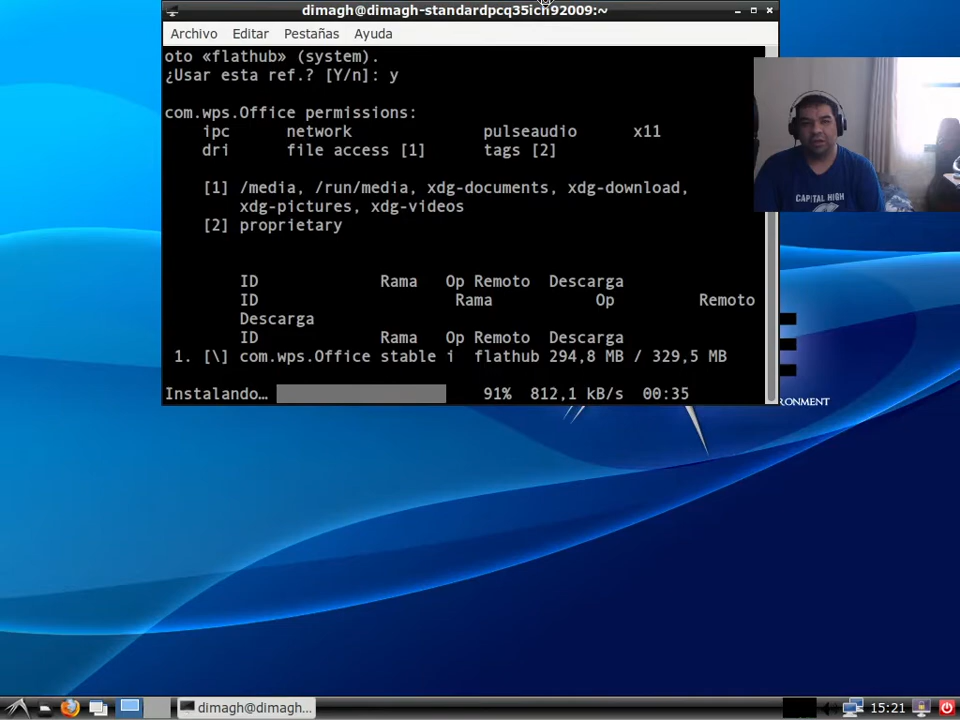 dimagh@dimagh-standardpcq35ich92009:~
Archivo Editar Pestañas Ayuda
oto «flathub» (system).
¿Usar esta ref.? [Y/n]: y
com.wps.Office permissions:
ipc network pulseaudio x11
dri file access [1] tags [2]
[1] /media, /run/media, xdg-documents, xdg-download,
xdg-pictures, xdg-videos
[2] proprietary
CAPITAL HIGH
ID Rama Op Remoto Descarga
ID Rama Op Remoto
Descarga
ID Rama Op Remoto Descarga
1. [\] com.wps.Office stable i flathub 294,8 MB / 329,5 MB
Instalando… 91% 812,1 kB/s 00:35
dimagh@dimagh...
15:21